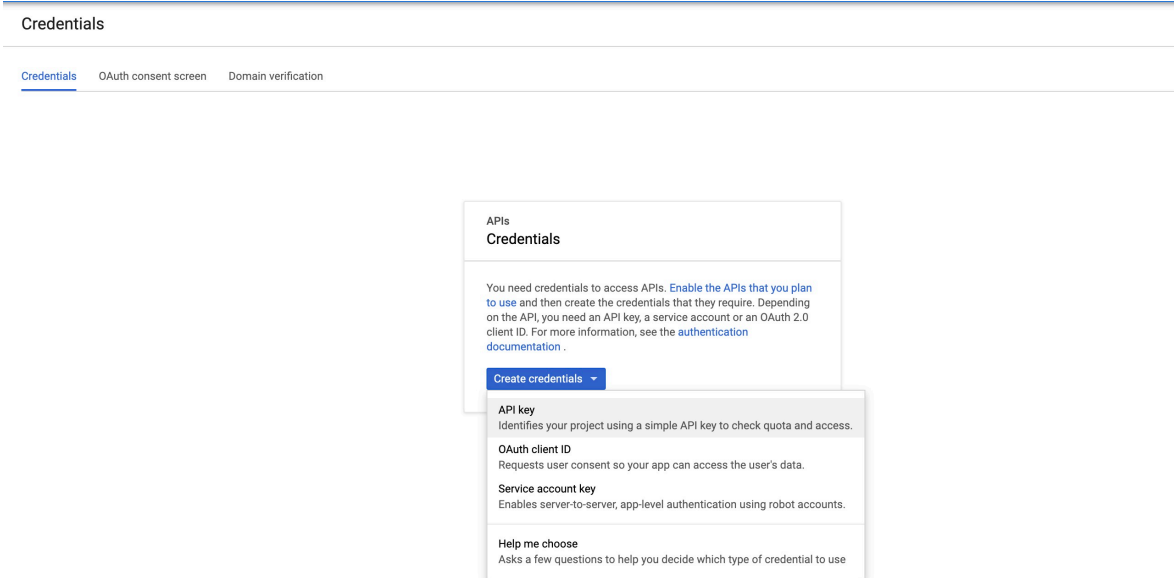 Credentials
Credentials OAuth consent screen Domain verification
APIs
Credentials
You need credentials to access APIs. Enable the APIs that you plan
to use and then create the credentials that they require. Depending
on the API, you need an API key, a service account or an OAuth 2.0
client ID. For more information, see the authentication
documentation .
Create credentials
API key
Identifies your project using a simple API key to check quota and access.
OAuth client ID
Requests user consent so your app can access the user's data.
Service account key
Enables server-to-server, app-level authentication using robot accounts.
Help me choose
Asks a few questions to help you decide which type of credential to use